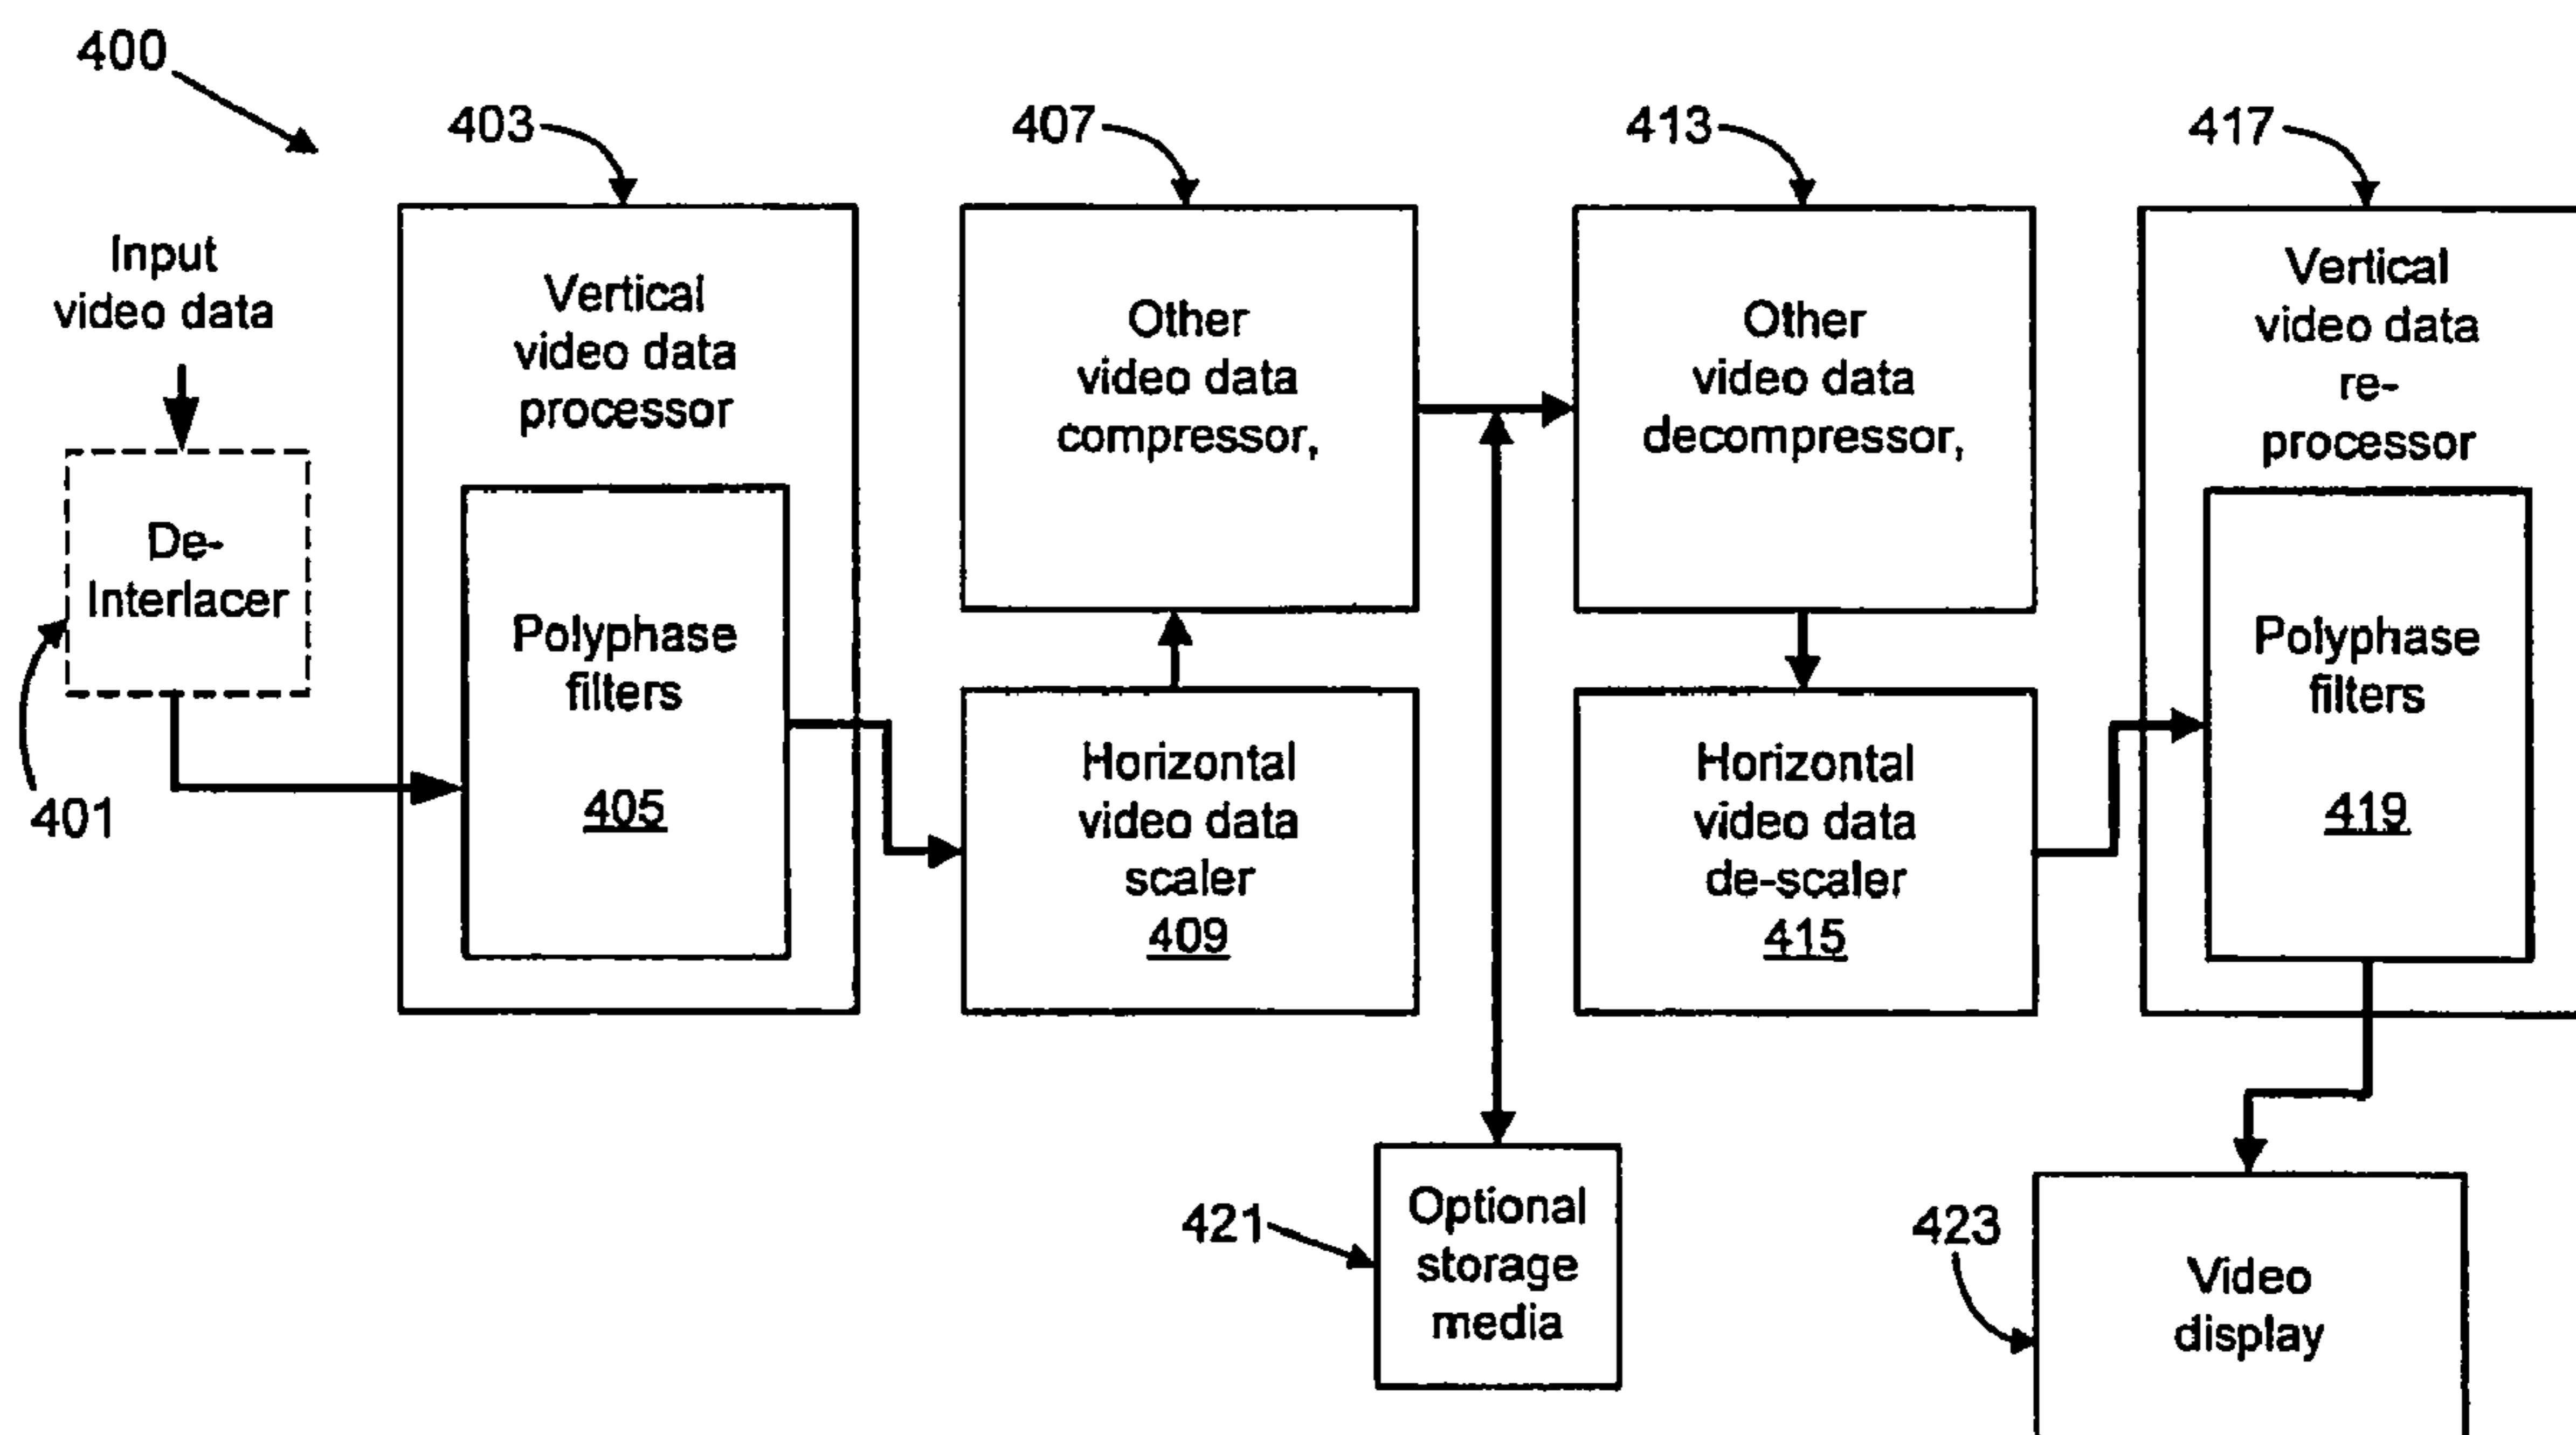 400
403
407
413
417
Input
video data
De-
Interlacer
401
Vertical
video data
processor
Polyphase
filters
405
Other
video data
compressor,
Horizontal
video data
scaler
409
Other
video data
decompressor,
Horizontal
video data
de-scaler
415
Vertical
video data
re-
processor
Polyphase
filters
419
421
Optional
storage
media
423
Video
display